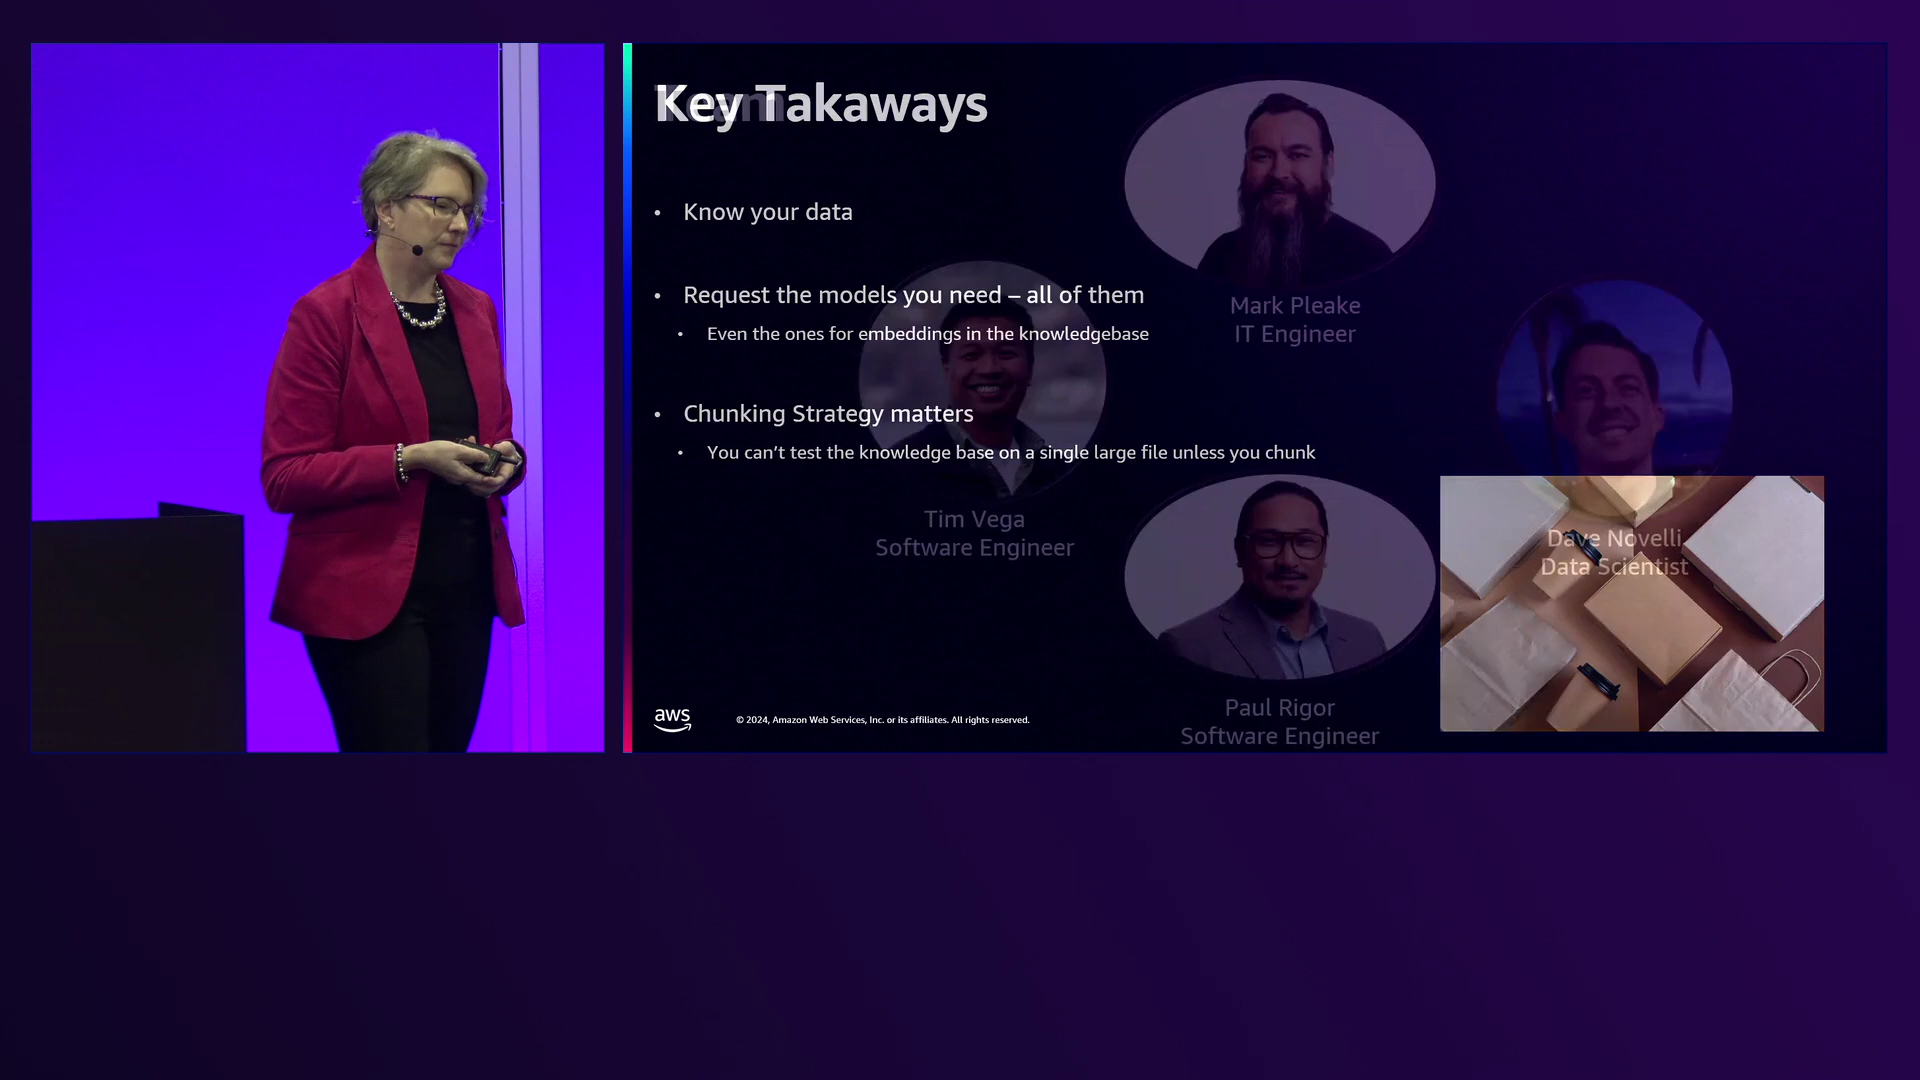 Key Takaways
Team
• Know your data
• Request the models you need – all of them
• Even the ones for embeddings in the knowledgebase
• Chunking Strategy matters
• You can’t test the knowledge base on a single large file unless you chunk
Mark Pleake
IT Engineer
Tim Vega
Software Engineer
Dave Novelli
Data Scientist
Paul Rigor
Software Engineer
aws
© 2024, Amazon Web Services, Inc. or its affiliates. All rights reserved.